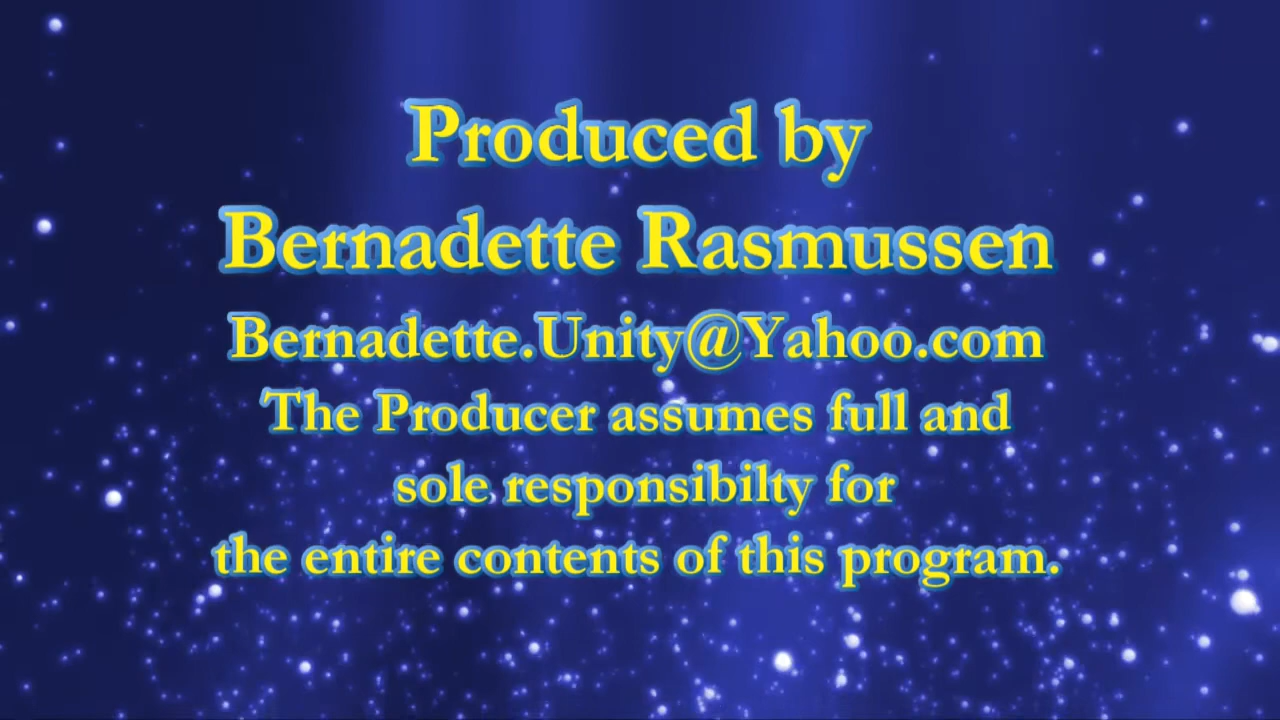 Produced by
Bernadette Rasmussen
Bernadette.Unity@Yahoo.com
The Producer assumes full and
sole responsibilty for
the entire contents of this program.